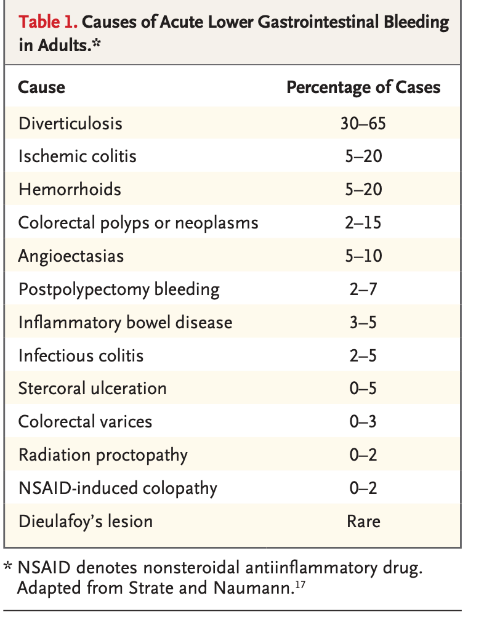 Table 1. Causes of Acute Lower Gastrointestinal Bleeding
in Adults.*
Cause Percentage of Cases
Diverticulosis 30–65
Ischemic colitis 5–20
Hemorrhoids 5–20
Colorectal polyps or neoplasms 2–15
Angioectasias 5–10
Postpolypectomy bleeding 2–7
Inflammatory bowel disease 3–5
Infectious colitis 2–5
Stercoral ulceration 0–5
Colorectal varices 0–3
Radiation proctopathy 0–2
NSAID-induced colopathy 0–2
Dieulafoy’s lesion Rare
* NSAID denotes nonsteroidal antiinflammatory drug.
Adapted from Strate and Naumann.17